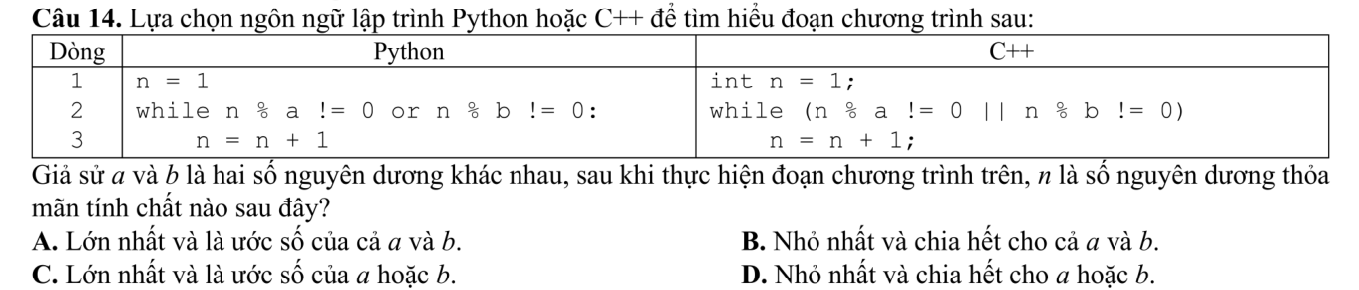 Câu 14. Lựa chọn ngôn ngữ lập trình Python hoặc C++ để tìm hiểu đoạn chương trình sau:
Dòng Python C++
1 n = 1 int n = 1;
2 while n % a != 0 or n % b != 0: while (n % a != 0 || n % b != 0)
3 n = n + 1 n = n + 1;
Giả sử a và b là hai số nguyên dương khác nhau, sau khi thực hiện đoạn chương trình trên, n là số nguyên dương thỏa
mãn tính chất nào sau đây?
A. Lớn nhất và là ước số của cả a và b. B. Nhỏ nhất và chia hết cho cả a và b.
C. Lớn nhất và là ước số của a hoặc b. D. Nhỏ nhất và chia hết cho a hoặc b.